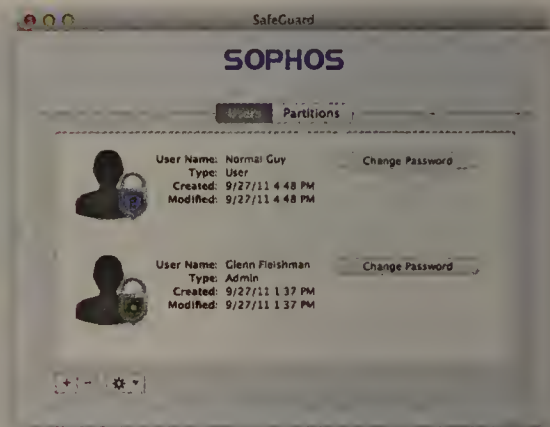 SafeGuard
SOPHOS
Users Partitions
User Name: Normal Guy
Type: User
Created: 9/27/11 4 48 PM
Modified: 9/27/11 4 48 PM
Change Password
User Name: Glenn Fleishman
Type: Admin
Created: 9/27/11 1 37 PM
Modified: 9/27/11 1 37 PM
Change Password